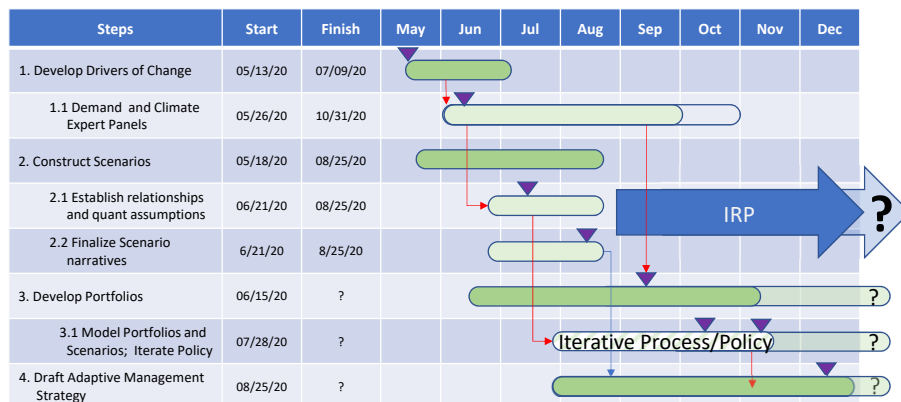 Steps Start Finish May Jun Jul Aug Sep Oct Nov Dec
1. Develop Drivers of Change 05/13/20 07/09/20
1.1 Demand and Climate
Expert Panels 05/26/20 10/31/20
2. Construct Scenarios 05/18/20 08/25/20
2.1 Establish relationships
and quant assumptions 06/21/20 08/25/20
IRP ?
2.2 Finalize Scenario
narratives 6/21/20 8/25/20
3. Develop Portfolios 06/15/20 ? ?
3.1 Model Portfolios and
Scenarios; Iterate Policy 07/28/20 ? Iterative Process/Policy ?
4. Draft Adaptive Management
Strategy 08/25/20 ? ?